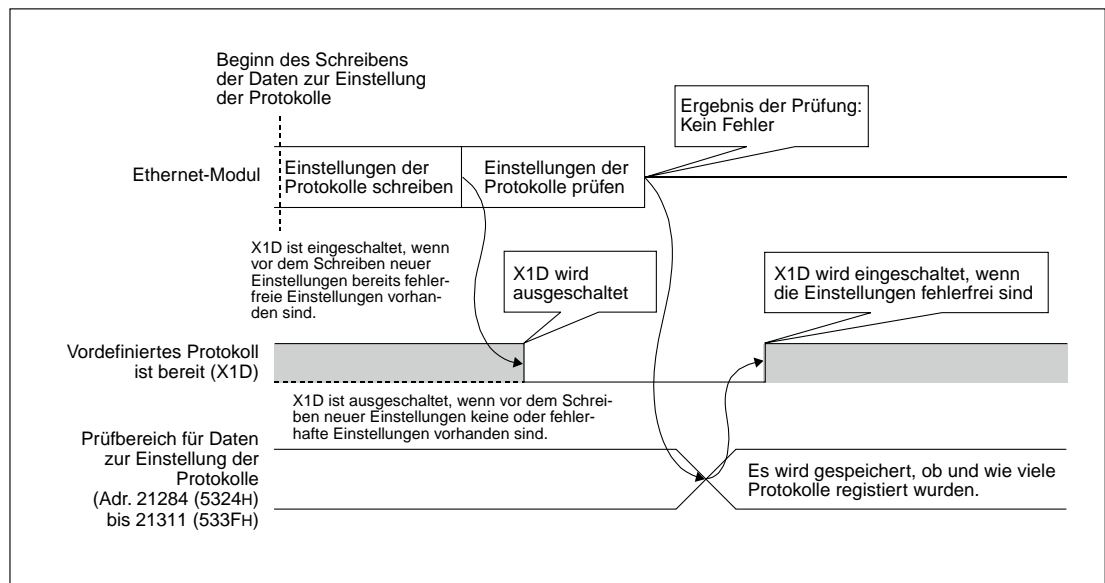 Beginn des Schreibens
der Daten zur Einstellung
der Protokolle
Ergebnis der Prüfung:
Kein Fehler
Ethernet-Modul
Einstellungen der
Protokolle schreiben
Einstellungen der
Protokolle prüfen
X1D ist eingeschaltet, wenn
vor dem Schreiben neuer
Einstellungen bereits fehler-
freie Einstellungen vorhan-
den sind.
X1D wird
ausgeschaltet
X1D wird eingeschaltet, wenn
die Einstellungen fehlerfrei sind
Vordefiniertes Protokoll
ist bereit (X1D)
X1D ist ausgeschaltet, wenn vor dem Schrei-
ben neuer Einstellungen keine oder fehler-
hafte Einstellungen vorhanden sind.
Prüfbereich für Daten
zur Einstellung der
Protokolle
(Adr. 21284 (5324H)
bis 21311 (533FH)
Es wird gespeichert, ob und wie viele
Protokolle registiert wurden.